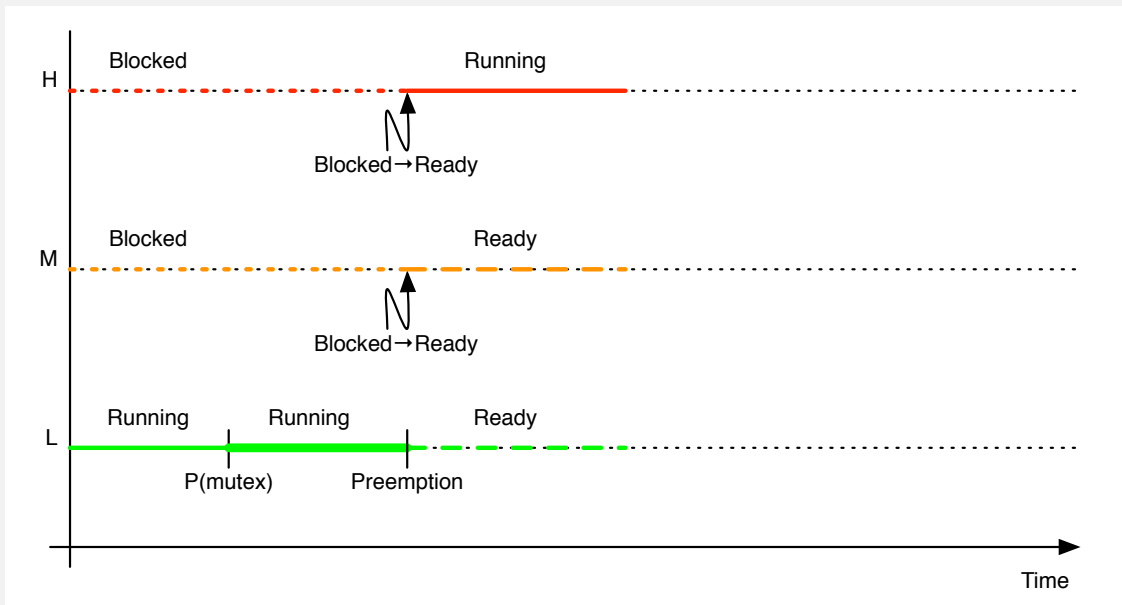 Blocked
Running
H
Blocked→Ready
Blocked
Ready
M
Blocked→Ready
Running
Running
Ready
L
P(mutex)
Preemption
Time